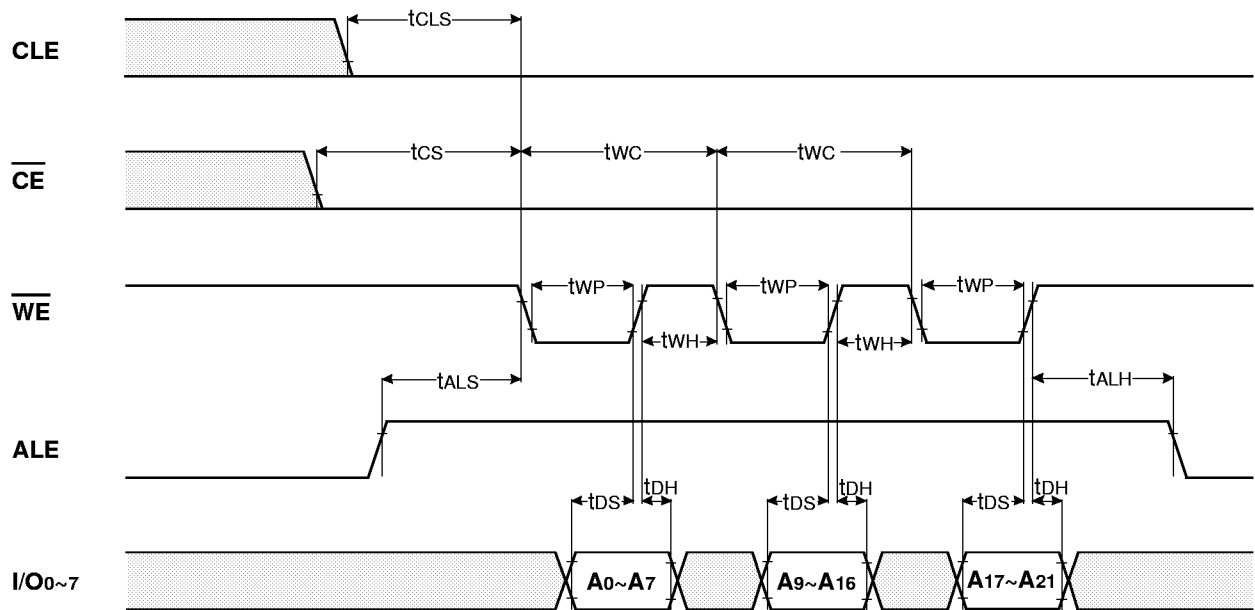 CLE
tCLS
CE
tCS
tWC
tWC
WE
tWP
tWP
tWP
tWH
tWH
tALS
tALH
ALE
tDS
tDH
tDS
tDH
tDS
tDH
I/O0~7
A0~A7
A9~A16
A17~A21